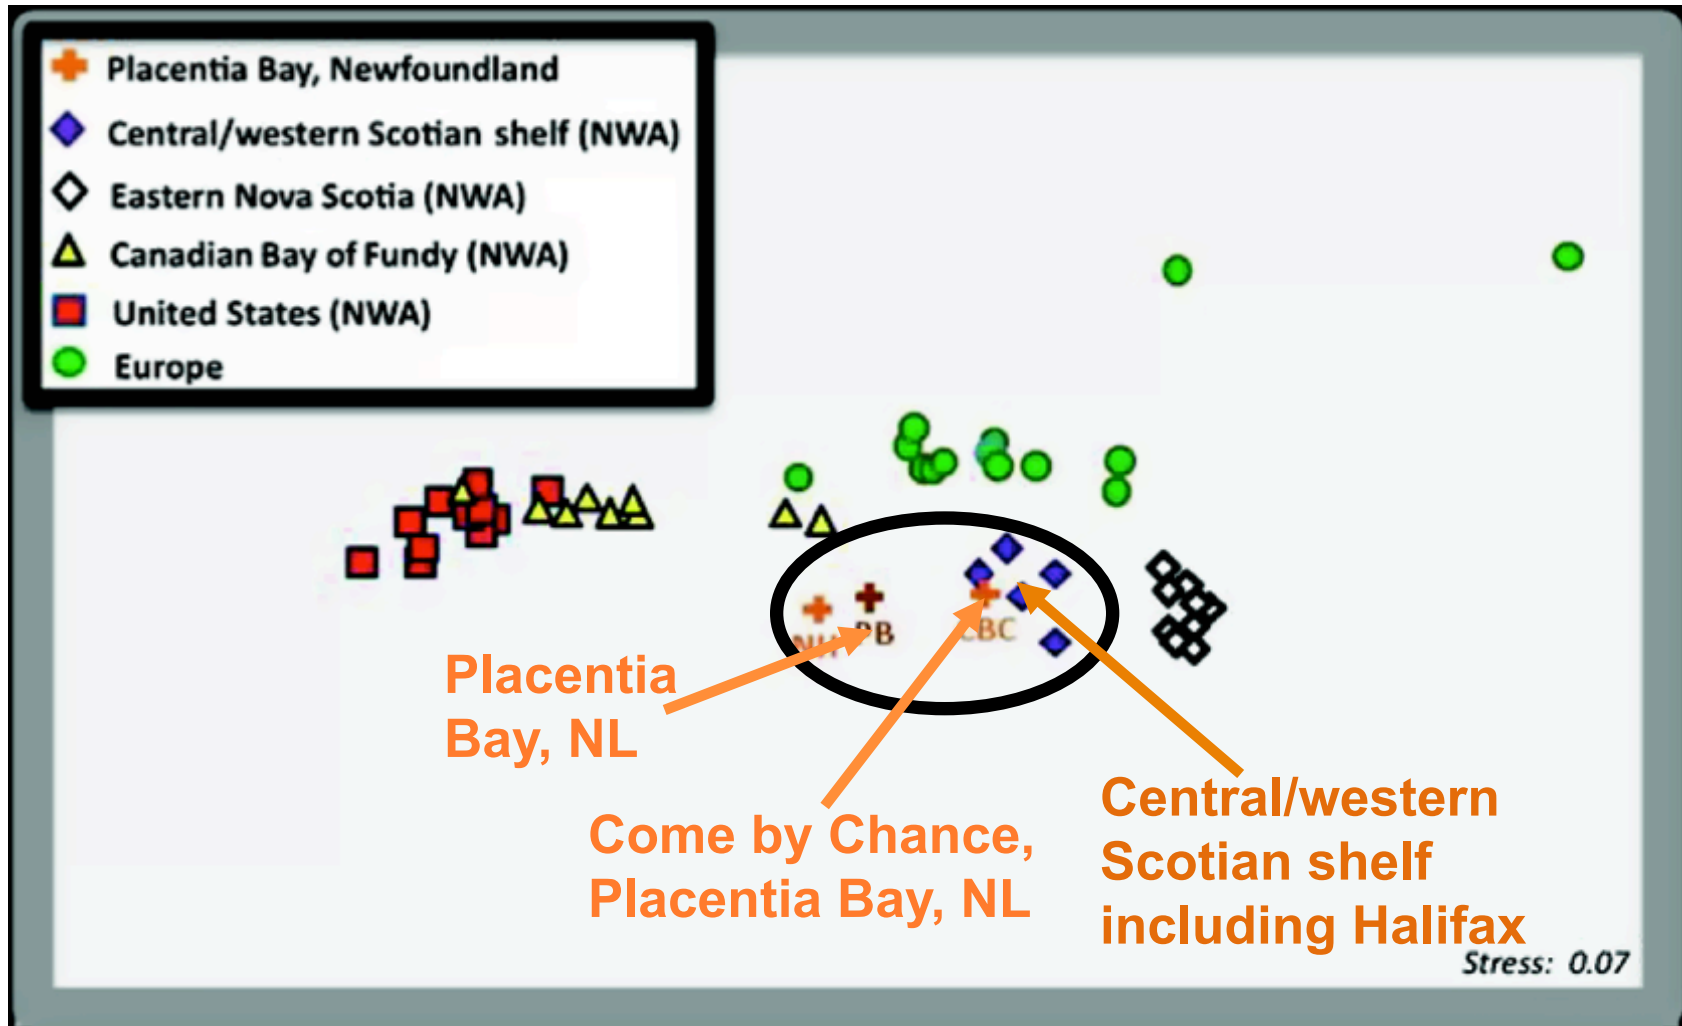 Placentia Bay, Newfoundland
Central/western Scotian shelf (NWA)
Eastern Nova Scotia (NWA)
Canadian Bay of Fundy (NWA)
United States (NWA)
Europe
NH
PB
CBC
Placentia
Bay, NL
Come by Chance,
Placentia Bay, NL
Central/western
Scotian shelf
including Halifax
Stress: 0.07